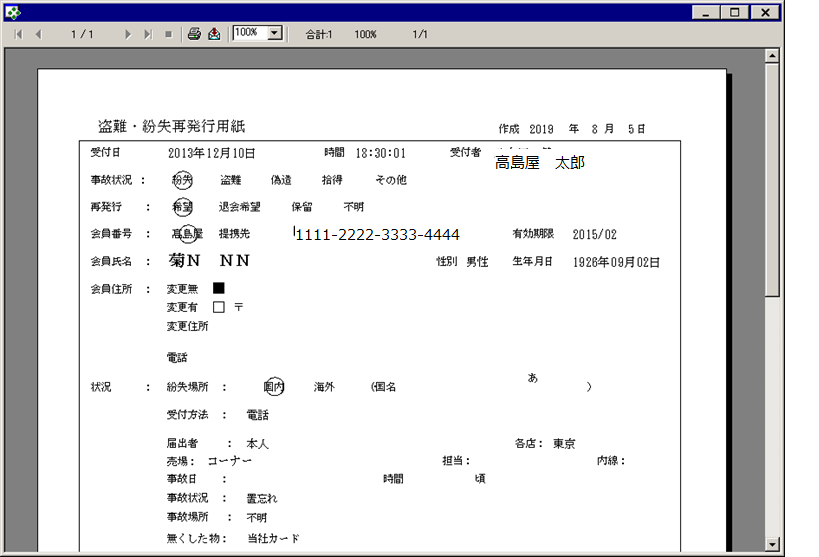 1 / 1 100% 合計:1 100% 1/1
盗難・紛失再発行用紙 作成 2019 年 8 月 5日
受付日 2013年12月10日 時間 18:30:01 受付者 高島屋 太郎
事故状況 : 紛失 盗難 偽造 拾得 その他
再発行 : 希望 退会希望 保留 不明
会員番号 : 高島屋 提携先 1111-2222-3333-4444 有効期限 2015/02
会員氏名 : 菊N NN 性別 男性 生年月日 1926年09月02日
会員住所 : 変更無 ■
変更有 □ 〒
変更住所
電話
状況 : 紛失場所 : 国内 海外 (国名 あ )
受付方法 : 電話
届出者 : 本人 各店: 東京
売場: コーナー 担当: 内線:
事故日 : 時間 頃
事故状況 : 置忘れ
事故場所 : 不明
無くした物: 当社カード